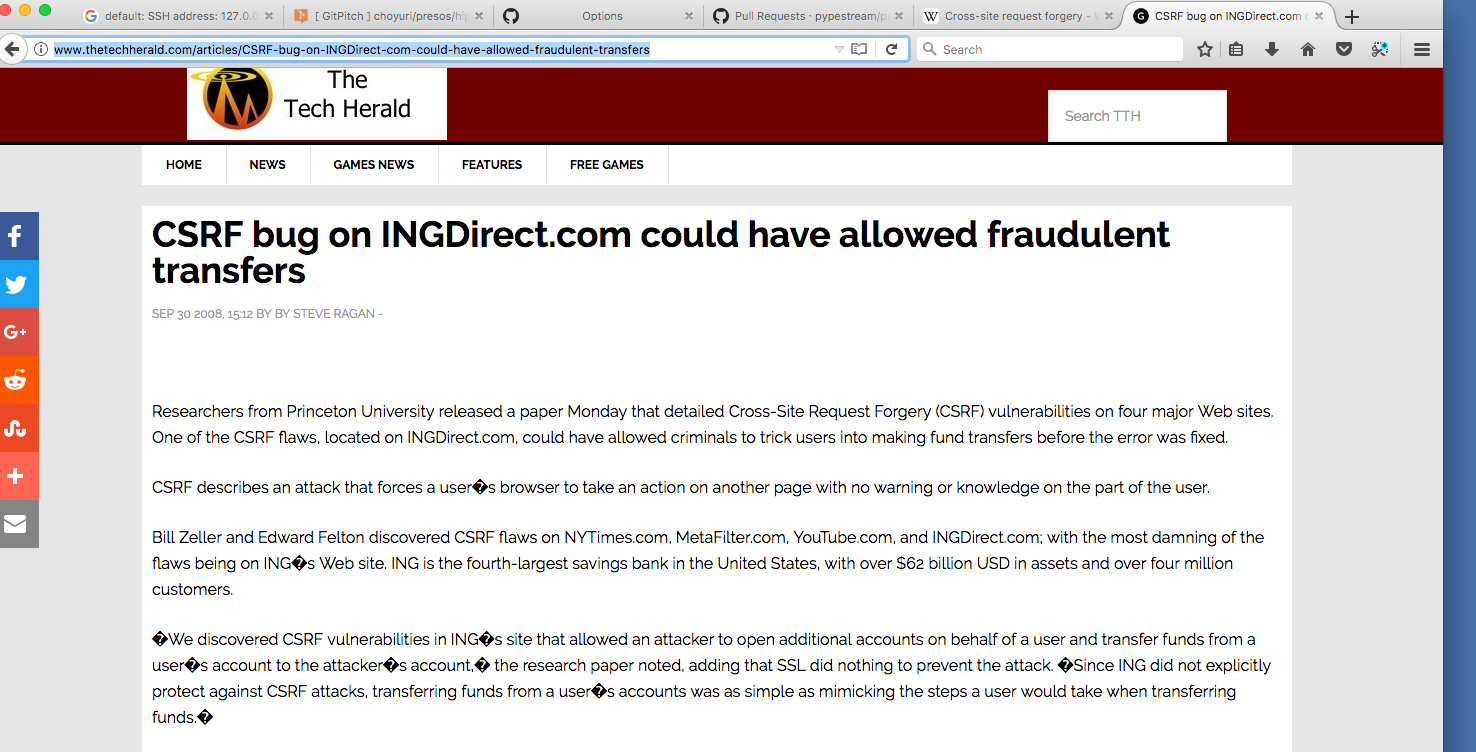 default: SSH address: 127.0.0
[ GitPitch ] choyuri/presos/hip
Options
Pull Requests · pypestream/p
Cross-site request forgery -
CSRF bug on INGDirect.com
www.thetechherald.com/articles/CSRF-bug-on-INGDirect-com-could-have-allowed-fraudulent-transfers
Search
The
Tech Herald
Search TTH
HOME
NEWS
GAMES NEWS
FEATURES
FREE GAMES
CSRF bug on INGDirect.com could have allowed fraudulent
transfers
SEP 30 2008, 15:12 BY BY STEVE RAGAN -
Researchers from Princeton University released a paper Monday that detailed Cross-Site Request Forgery (CSRF) vulnerabilities on four major Web sites.
One of the CSRF flaws, located on INGDirect.com, could have allowed criminals to trick users into making fund transfers before the error was fixed.
CSRF describes an attack that forces a user�s browser to take an action on another page with no warning or knowledge on the part of the user.
Bill Zeller and Edward Felton discovered CSRF flaws on NYTimes.com, MetaFilter.com, YouTube.com, and INGDirect.com; with the most damning of the
flaws being on ING�s Web site. ING is the fourth-largest savings bank in the United States, with over $62 billion USD in assets and over four million
customers.
�We discovered CSRF vulnerabilities in ING�s site that allowed an attacker to open additional accounts on behalf of a user and transfer funds from a
user�s account to the attacker�s account,� the research paper noted, adding that SSL did nothing to prevent the attack. �Since ING did not explicitly
protect against CSRF attacks, transferring funds from a user�s accounts was as simple as mimicking the steps a user would take when transferring
funds.�